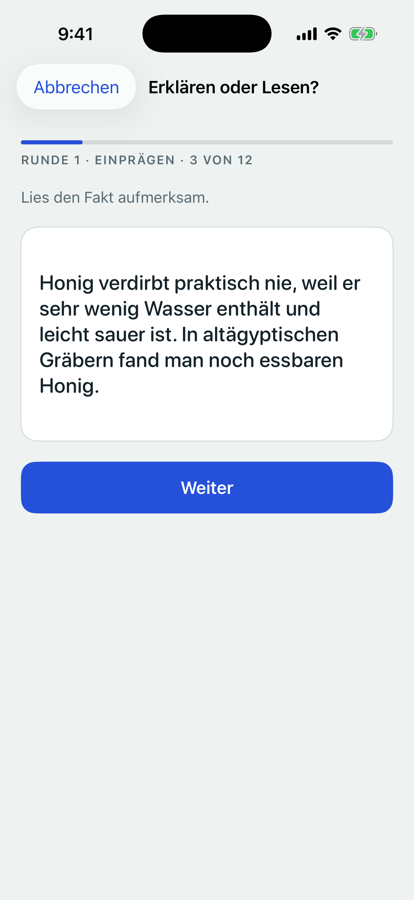 9:41
Abbrechen
Erklären oder Lesen?
RUNDE 1 · EINPRÄGEN · 3 VON 12
Lies den Fakt aufmerksam.
Honig verdirbt praktisch nie, weil er
sehr wenig Wasser enthält und
leicht sauer ist. In altägyptischen
Gräbern fand man noch essbaren
Honig.
Weiter